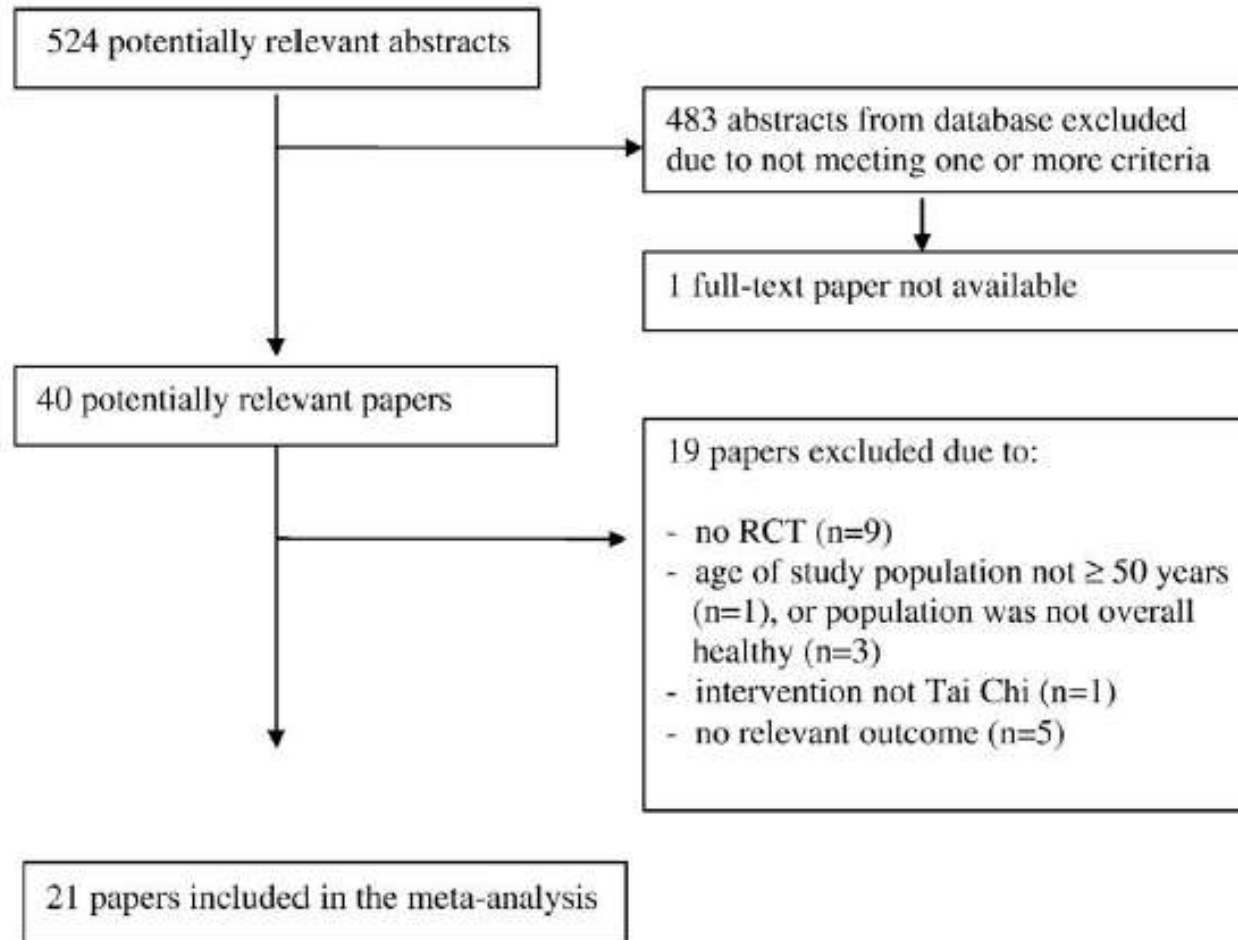 524 potentially relevant abstracts
483 abstracts from database excluded
due to not meeting one or more criteria
1 full-text paper not available
40 potentially relevant papers
19 papers excluded due to:
- no RCT (n=9)
- age of study population not ≥ 50 years
(n=1), or population was not overall
healthy (n=3)
- intervention not Tai Chi (n=1)
- no relevant outcome (n=5)
21 papers included in the meta-analysis